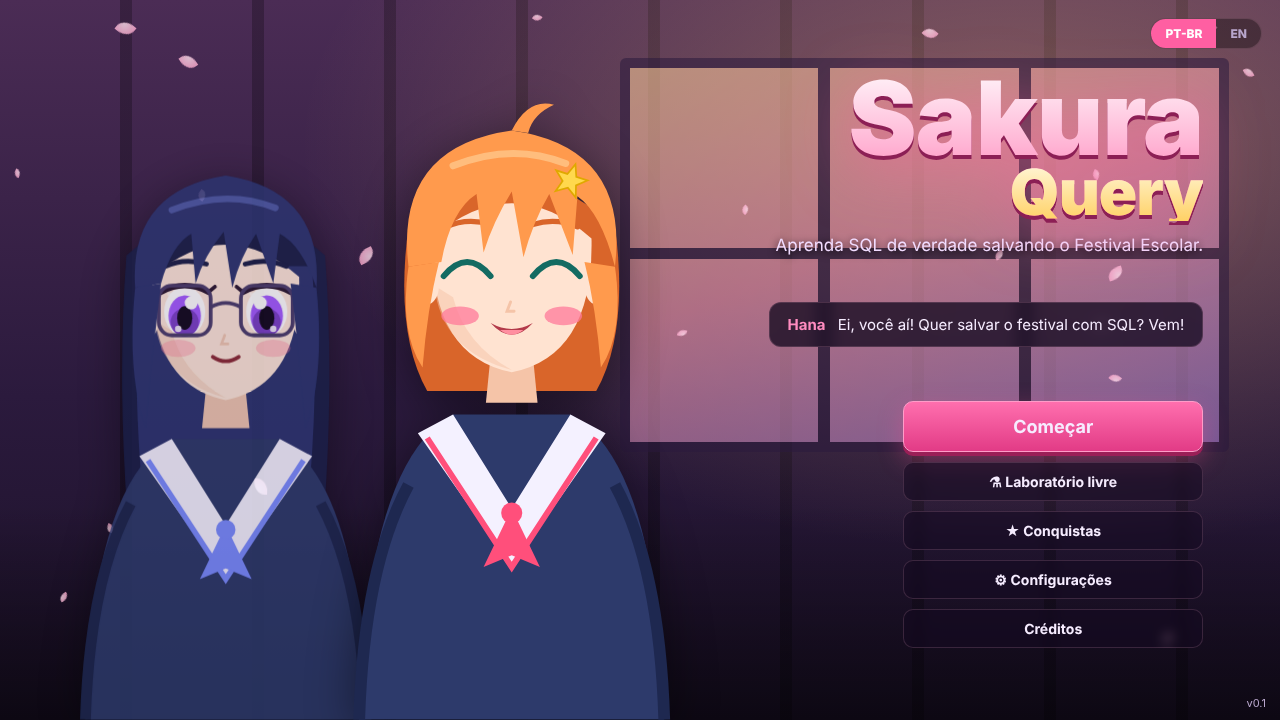 PT-BR EN
Sakura
Query
Aprenda SQL de verdade salvando o Festival Escolar.
Hana Ei, você aí! Quer salvar o festival com SQL? Vem!
Começar
⚗ Laboratório livre
★ Conquistas
⚙ Configurações
Créditos
v0.1